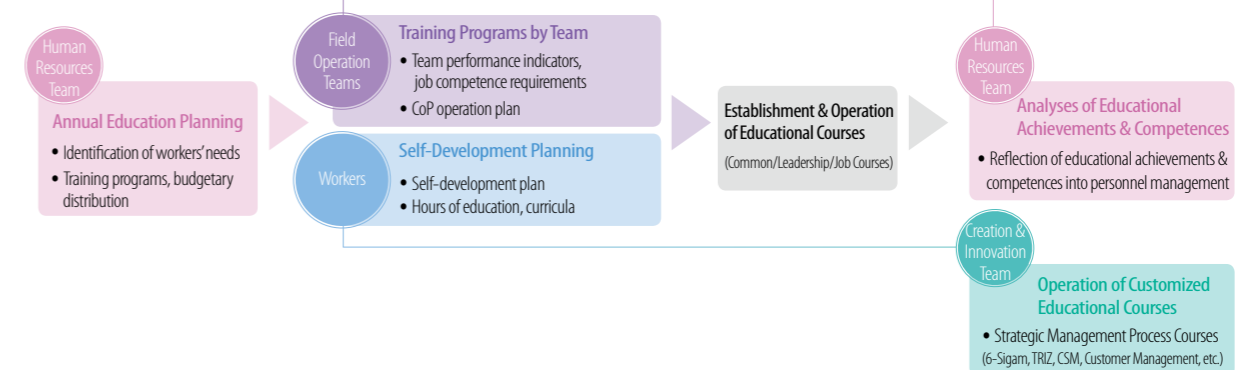 Human
Resources
Team
Annual Education Planning
• Identification of workers’ needs
• Training programs, budgetary
distribution
Field
Operation
Teams
Training Programs by Team
• Team performance indicators,
job competence requirements
• CoP operation plan
Workers
Self-Development Planning
• Self-development plan
• Hours of education, curricula
Establishment & Operation
of Educational Courses
(Common/Leadership/Job Courses)
Human
Resources
Team
Analyses of Educational
Achievements & Competences
• Reflection of educational achievements &
competences into personnel management
Creation &
Innovation
Team
Operation of Customized
Educational Courses
• Strategic Management Process Courses
(6-Sigam, TRIZ, CSM, Customer Management, etc.)